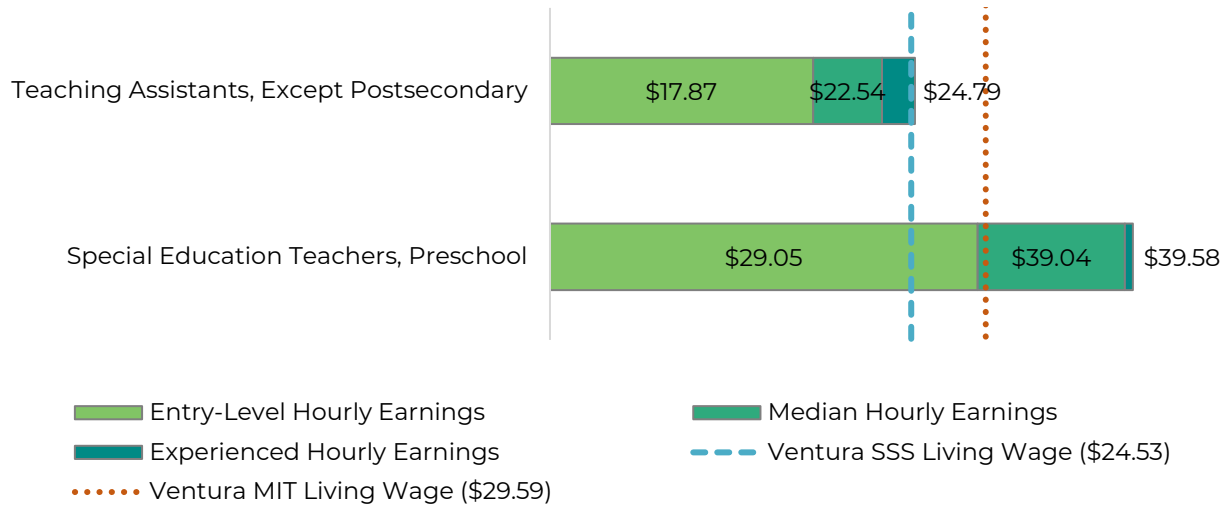 Teaching Assistants, Except Postsecondary $17.87 $22.54 $24.79
Special Education Teachers, Preschool $29.05 $39.04 $39.58
Entry-Level Hourly Earnings Median Hourly Earnings
Experienced Hourly Earnings Ventura SSS Living Wage ($24.53)
Ventura MIT Living Wage ($29.59)